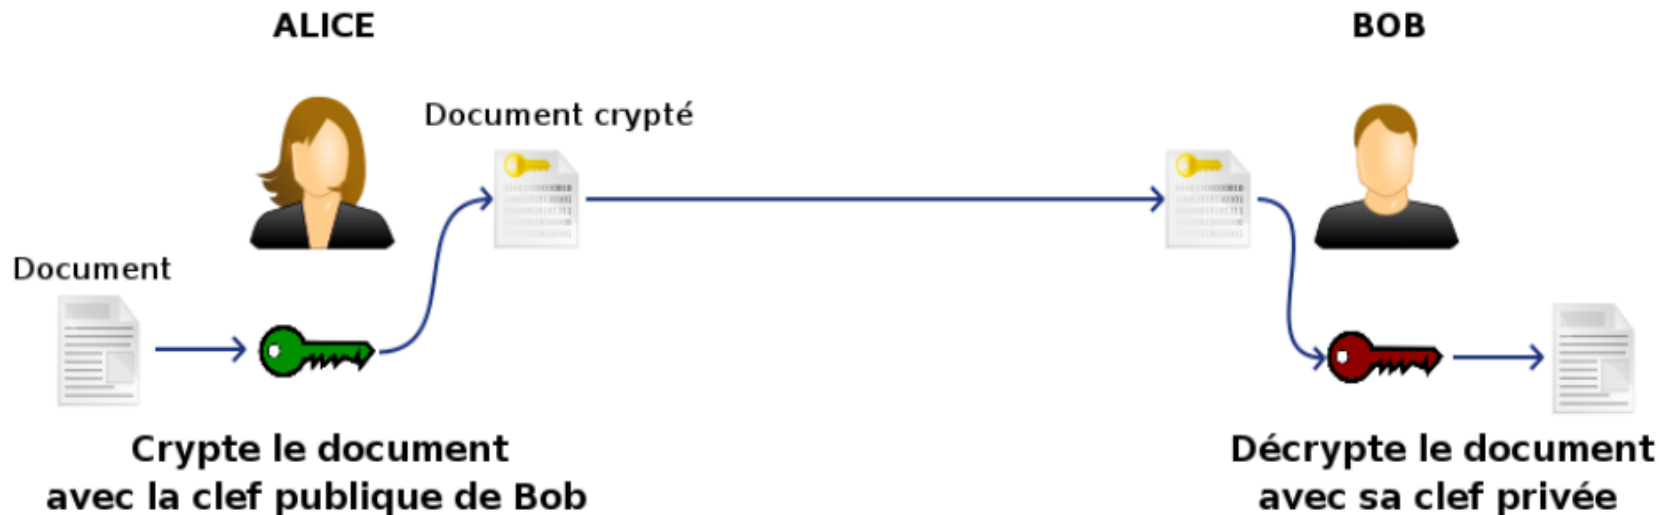 ALICE
BOB
Document crypté
Document
Crypte le document
avec la clef publique de Bob
Décrypte le document
avec sa clef privée